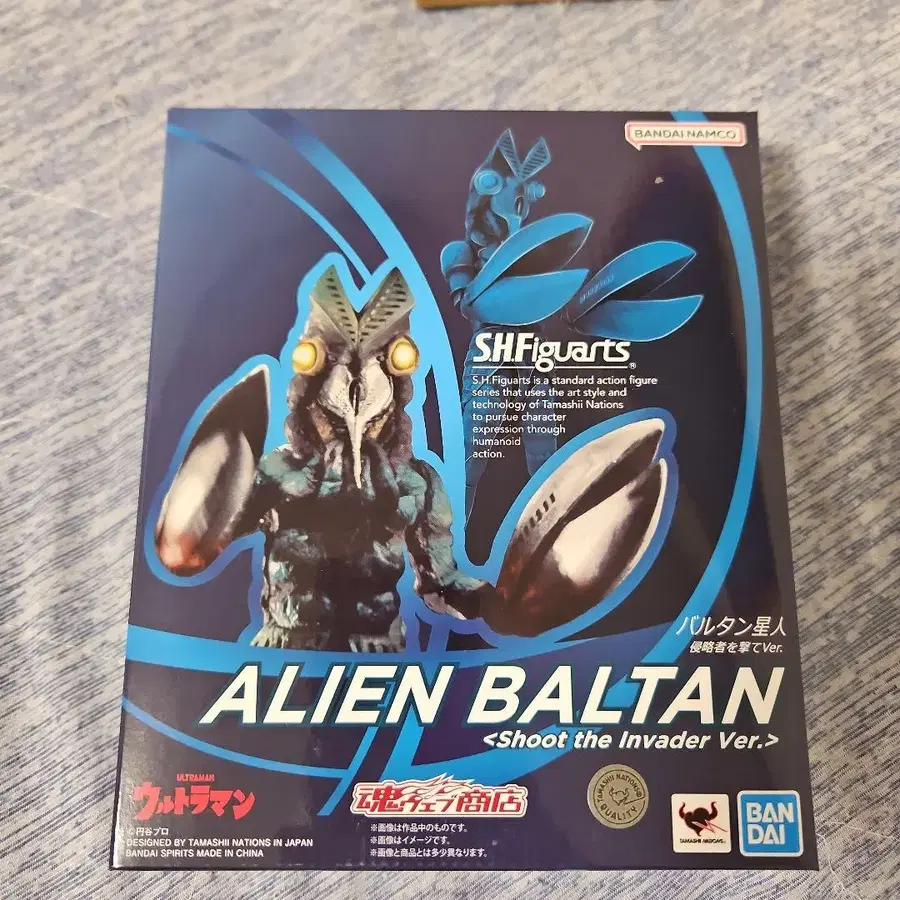 BANDAI NAMCO
S.H.Figuarts®
S.H.Figuarts is a standard action figure
series that uses the art style and
technology of Tamashii Nations
to pursue character
expression through
humanoid
action.
バルタン星人
侵略者を撃てVer.
ALIEN BALTAN
<Shoot the Invader Ver.>
ULTRAMAN
ウルトラマン
©円谷プロ
DESIGNED BY TAMASHII NATIONS IN JAPAN
BANDAI SPIRITS MADE IN CHINA
魂ウェブ商店
※画像は作品中のものです。
※画像はイメージです。
※画像と商品とは多少異なります。
TAMASHII NATIONS
QUALITY
TAMASHII NATIONS
BAN
DAI